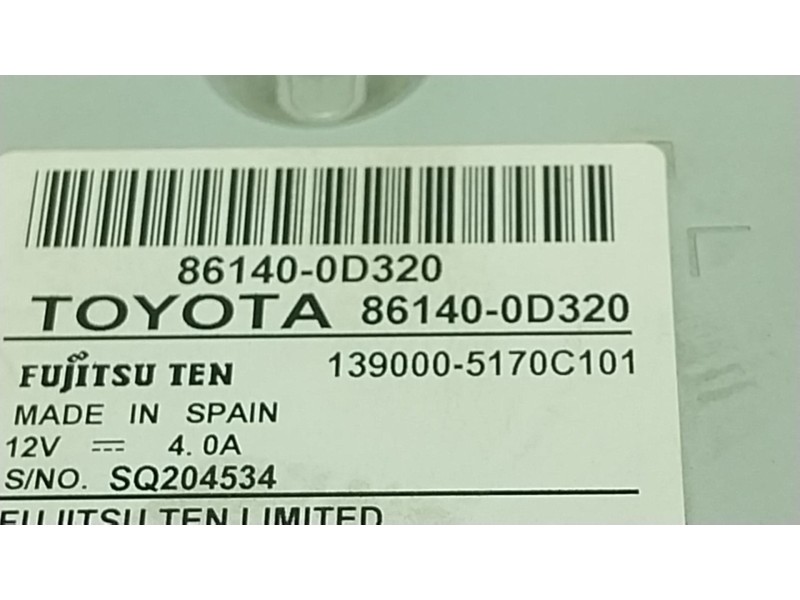 86140-0D320
TOYOTA 86140-0D320
FUJITSU TEN 139000-5170C101
MADE IN SPAIN
12V ⎓ 4.0A
S/NO. SQ204534
FUJITSU TEN LIMITED